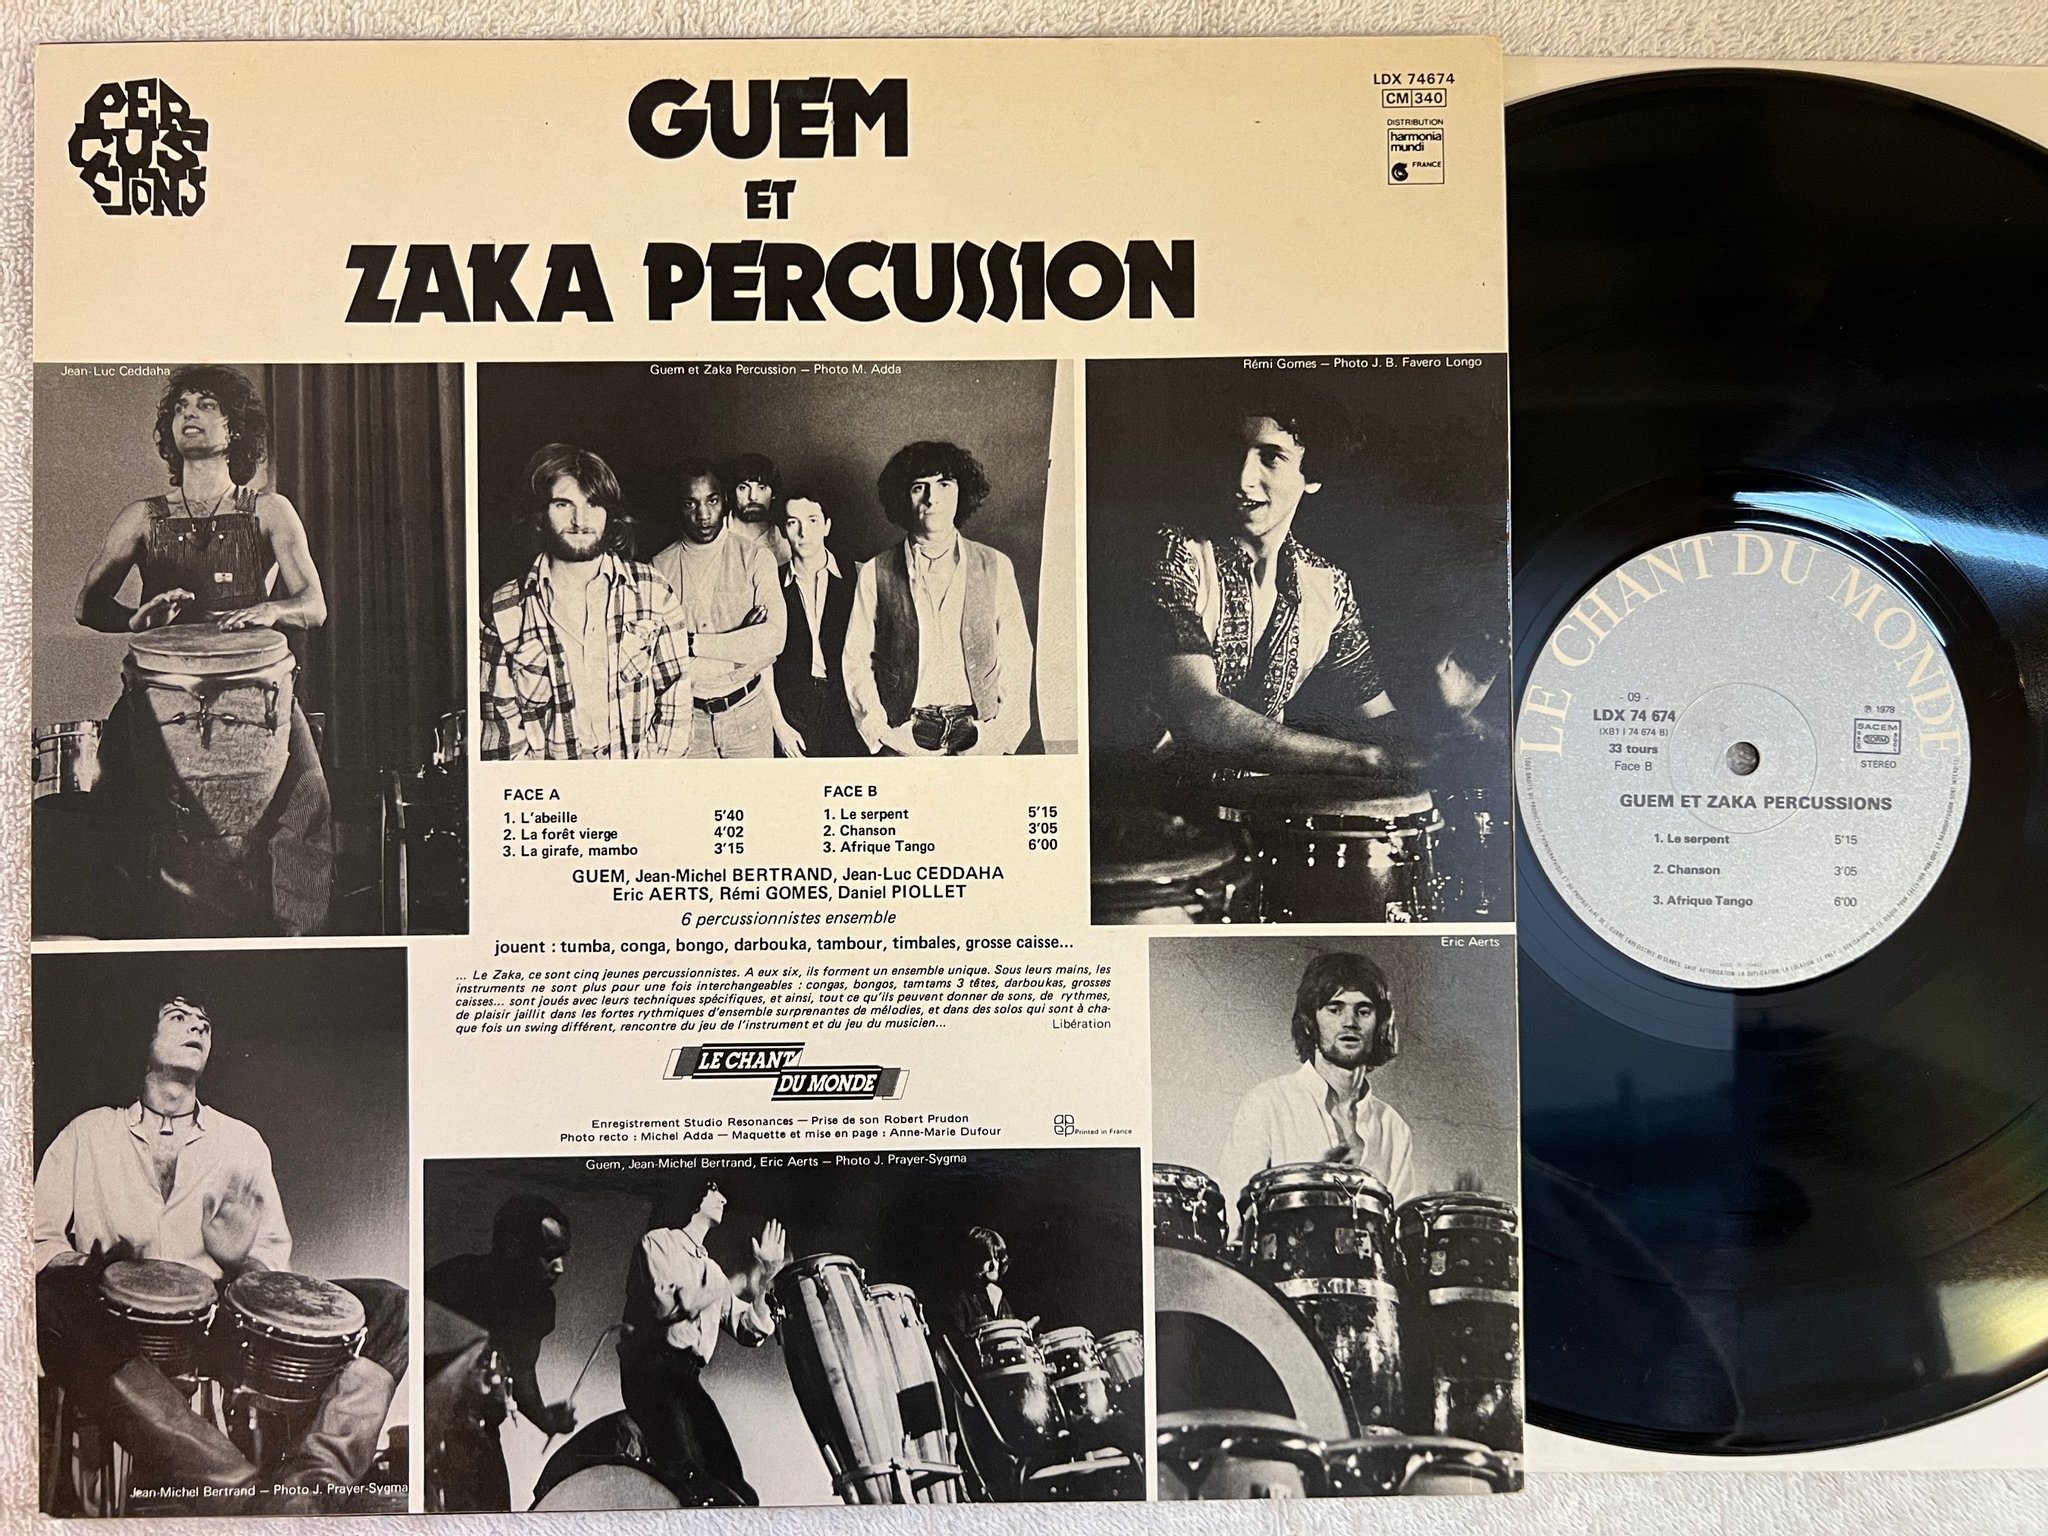 PER
CUS
SIONS
GUEM
ET
ZAKA PERCUSSION
LDX 74674
CM 340
DISTRIBUTION
harmonia
mundi
FRANCE
Jean-Luc Ceddaha
Guem et Zaka Percussion — Photo M. Adda
Rémi Gomes — Photo J. B. Favero Longo
FACE A
1. L'abeille 5'40
2. La forêt vierge 4'02
3. La girafe, mambo 3'15
FACE B
1. Le serpent 5'15
2. Chanson 3'05
3. Afrique Tango 6'00
GUEM, Jean-Michel BERTRAND, Jean-Luc CEDDAHA
Eric AERTS, Rémi GOMES, Daniel PIOLLET
6 percussionnistes ensemble
jouent : tumba, conga, bongo, darbouka, tambour, timbales, grosse caisse...
... Le Zaka, ce sont cinq jeunes percussionnistes. A eux six, ils forment un ensemble unique. Sous leurs mains, les
instruments ne sont plus pour une fois interchangeables : congas, bongos, tamtams 3 têtes, darboukas, grosses
caisses... sont joués avec leurs techniques spécifiques, et ainsi, tout ce qu'ils peuvent donner de sons, de rythmes,
de plaisir jaillit dans les fortes rythmiques d'ensemble surprenantes de mélodies, et dans des solos qui sont à cha-
que fois un swing différent, rencontre du jeu de l'instrument et du jeu du musicien... Libération
LE CHANT
DU MONDE
Enregistrement Studio Resonances — Prise de son Robert Prudon
Photo recto : Michel Adda — Maquette et mise en page : Anne-Marie Dufour
Printed in France
Eric Aerts
Guem, Jean-Michel Bertrand, Eric Aerts — Photo J. Prayer-Sygma
Jean-Michel Bertrand — Photo J. Prayer-Sygma
LE CHANT DU MONDE
- 09 -
LDX 74 674
(XB1 I 74 674 B)
33 tours
Face B
℗ 1979
SACEM
SDRM
STEREO
GUEM ET ZAKA PERCUSSIONS
1. Le serpent 5'15
2. Chanson 3'05
3. Afrique Tango 6'00